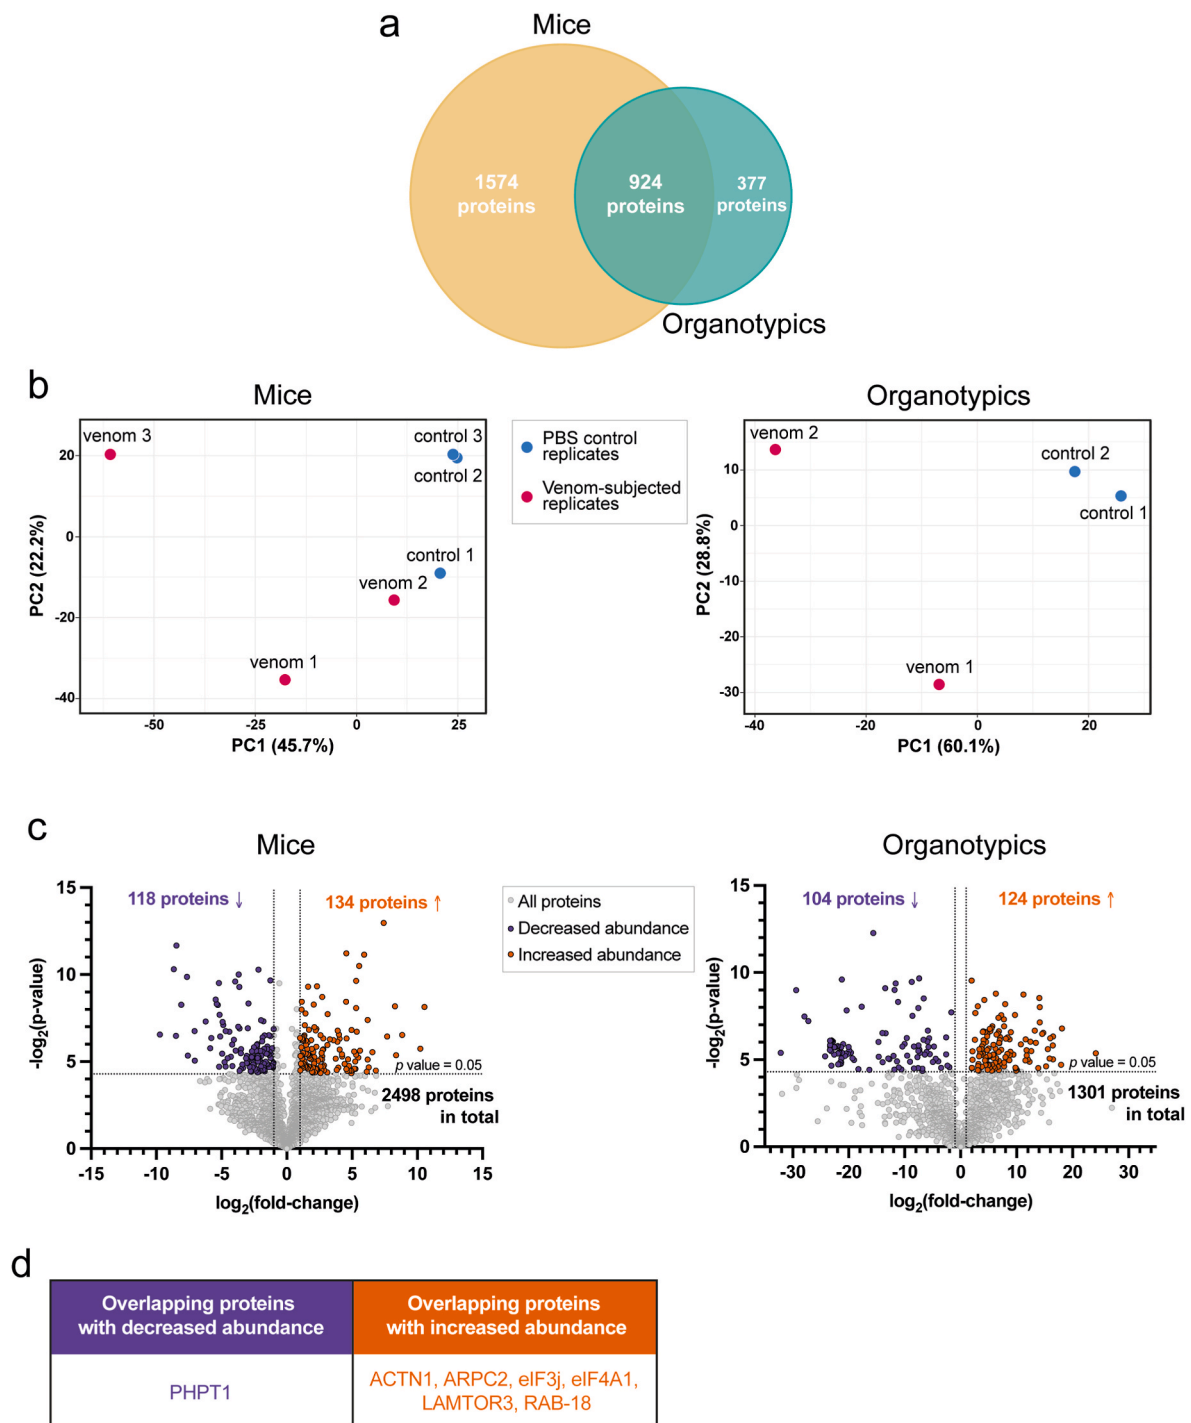 a
Mice
1574
proteins
924
proteins
377
proteins
Organotypics
b
Mice
venom 3
control 3
control 2
control 1
venom 2
venom 1
20
0
-20
-40
PC2 (22.2%)
-50
-25
0
25
PC1 (45.7%)
PBS control
replicates
Venom-subjected
replicates
Organotypics
venom 2
control 2
control 1
venom 1
10
0
-10
-20
-30
PC2 (28.8%)
-40
-20
0
20
PC1 (60.1%)
c
Mice
118 proteins ↓
134 proteins ↑
15
10
5
0
-log2(p-value)
p value = 0.05
2498 proteins
in total
-15
-10
-5
0
5
10
15
log2(fold-change)
All proteins
Decreased abundance
Increased abundance
Organotypics
104 proteins ↓
124 proteins ↑
15
10
5
0
-log2(p-value)
p value = 0.05
1301 proteins
in total
-30
-20
-10
0
10
20
30
log2(fold-change)
d
Overlapping proteins
with decreased abundance
Overlapping proteins
with increased abundance
PHPT1
ACTN1, ARPC2, eIF3j, eIF4A1,
LAMTOR3, RAB-18